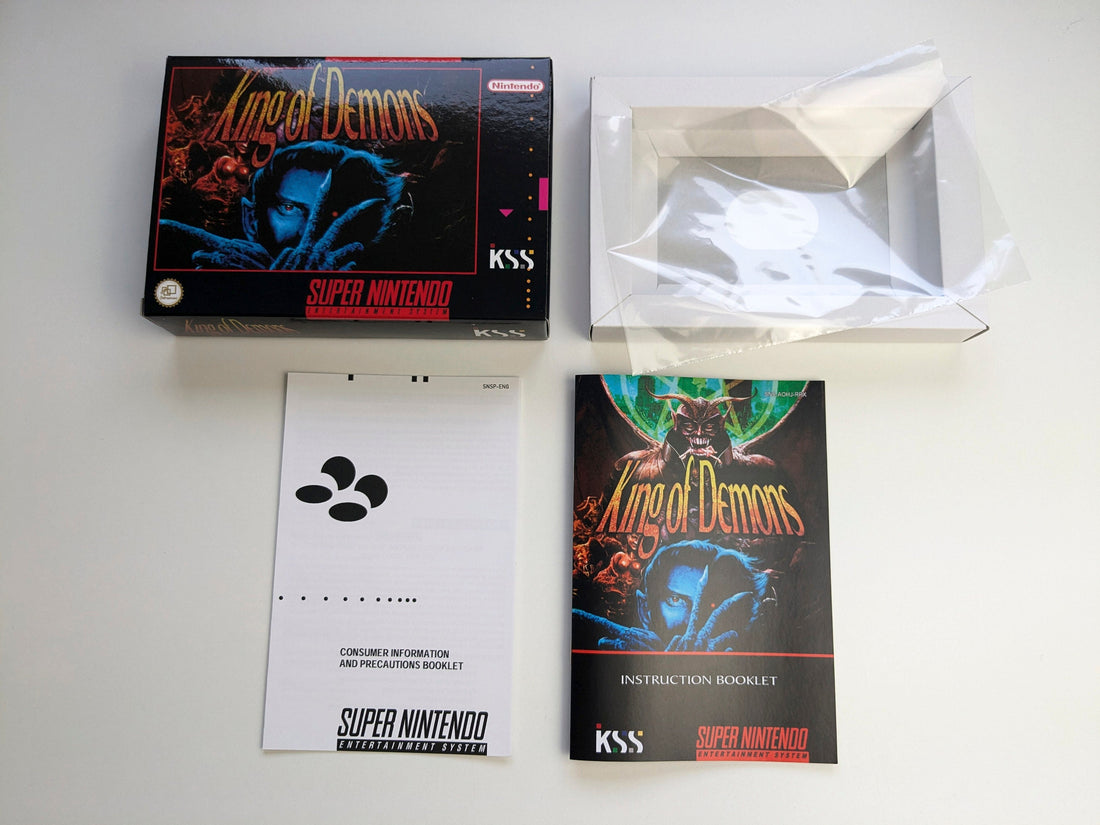 King of Demons
Nintendo
KSS
SUPER NINTENDO
ENTERTAINMENT SYSTEM
King of Demons
KSS
SNSP-ENG
CONSUMER INFORMATION
AND PRECAUTIONS BOOKLET
SUPER NINTENDO
ENTERTAINMENT SYSTEM
King of Demons
INSTRUCTION BOOKLET
KSS
SUPER NINTENDO
ENTERTAINMENT SYSTEM